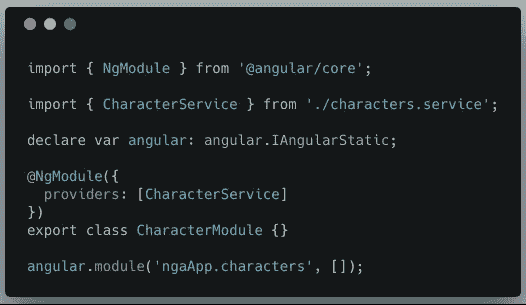 import { NgModule } from '@angular/core';
import { CharacterService } from './characters.service';
declare var angular: angular.IAngularStatic;
@NgModule({
  providers: [CharacterService]
})
export class CharacterModule {}
angular.module('ngaApp.characters', []);